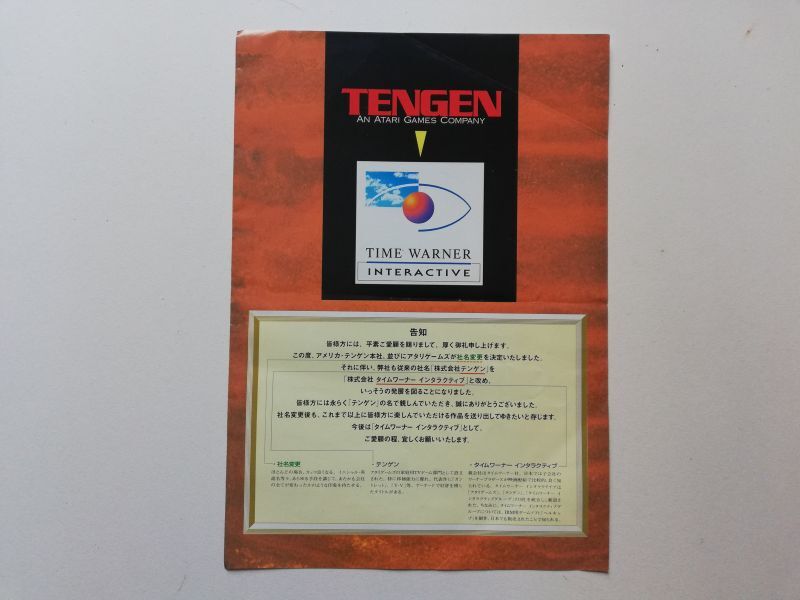 TENGEN
AN ATARI GAMES COMPANY
TIME WARNER
INTERACTIVE
告知
皆様方には、平素ご愛顧を賜りまして、厚く御礼申し上げます。
この度、アメリカ・テンゲン本社、並びにアタリゲームズが社名変更を決定いたしました。
それに伴い、弊社も従来の社名「株式会社テンゲン」を
「株式会社 タイムワーナー インタラクティブ」と改め、
いっそうの発展を図ることになりました。
皆様方には永らく「テンゲン」の名で親しんでいただき、誠にありがとうございました。
社名変更後も、これまで以上に皆様方に楽しんでいただける作品を送り出してゆきたいと存じます。
今後は「タイムワーナー インタラクティブ」として、
ご愛顧の程、宜しくお願いいたします。
・社名変更
・テンゲン
・タイムワーナー インタラクティブ